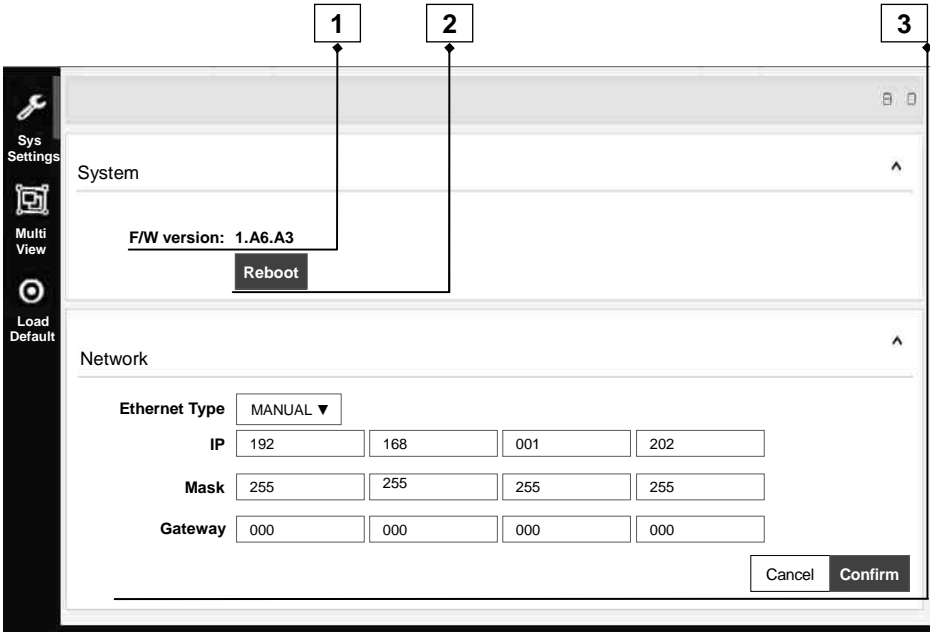 1 2 3
Sys
Settings
Multi
View
Load
Default
System
F/W version: 1.A6.A3
Reboot
Network
Ethernet Type MANUAL ▼
IP 192 168 001 202
Mask 255 255 255 255
Gateway 000 000 000 000
Cancel Confirm